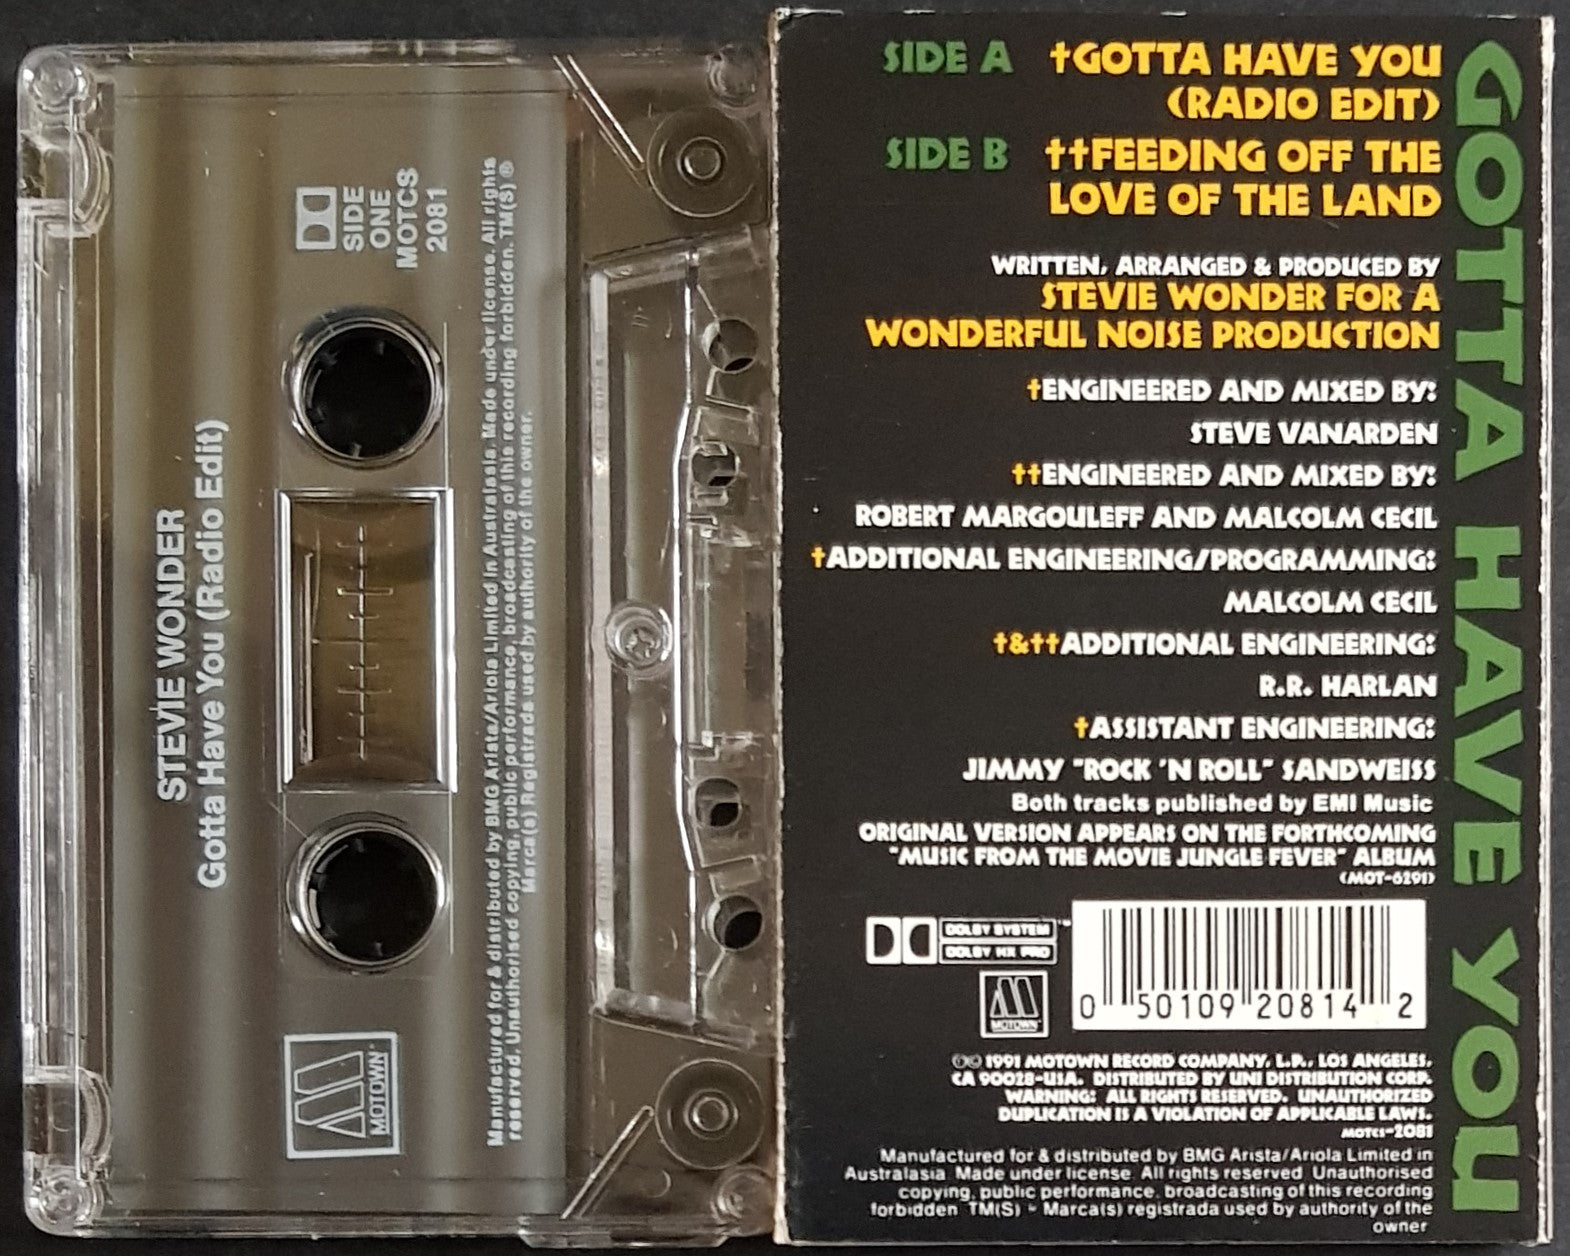 STEVIE WONDER
Gotta Have You (Radio Edit)
SIDE
ONE
MOTCS
2081
MOTOWN®
Manufactured for & distributed by BMG Ariste/Ariola Limited in Australasia. Made under license. All rights
reserved. Unauthorised copying, public performance, broadcasting of this recording forbidden. TM(S) ®
Marca(s) Registrada used by authority of the owner.
SIDE A †GOTTA HAVE YOU
(RADIO EDIT)
SIDE B ††FEEDING OFF THE
LOVE OF THE LAND
WRITTEN, ARRANGED & PRODUCED BY
STEVIE WONDER FOR A
WONDERFUL NOISE PRODUCTION
†ENGINEERED AND MIXED BY:
STEVE VANARDEN
††ENGINEERED AND MIXED BY:
ROBERT MARGOULEFF AND MALCOLM CECIL
†ADDITIONAL ENGINEERING/PROGRAMMING:
MALCOLM CECIL
†&††ADDITIONAL ENGINEERING:
R.R. HARLAN
†ASSISTANT ENGINEERING:
JIMMY "ROCK 'N ROLL" SANDWEISS
Both tracks published by EMI Music
ORIGINAL VERSION APPEARS ON THE FORTHCOMING
"MUSIC FROM THE MOVIE JUNGLE FEVER" ALBUM
(MOT-6291)
DOLBY SYSTEM ™
DOLBY HX PRO
MOTOWN
0 50109 20814 2
℗© 1991 MOTOWN RECORD COMPANY, L.P., LOS ANGELES,
CA 90028-USA. DISTRIBUTED BY UNI DISTRIBUTION CORP.
WARNING: ALL RIGHTS RESERVED. UNAUTHORIZED
DUPLICATION IS A VIOLATION OF APPLICABLE LAWS.
MOTCS-2081
Manufactured for & distributed by BMG Arista/Ariola Limited in
Australasia. Made under license. All rights reserved. Unauthorised
copying, public performance, broadcasting of this recording
forbidden. TM(S) - Marca(s) registrada used by authority of the
owner
GOTTA HAVE YOU